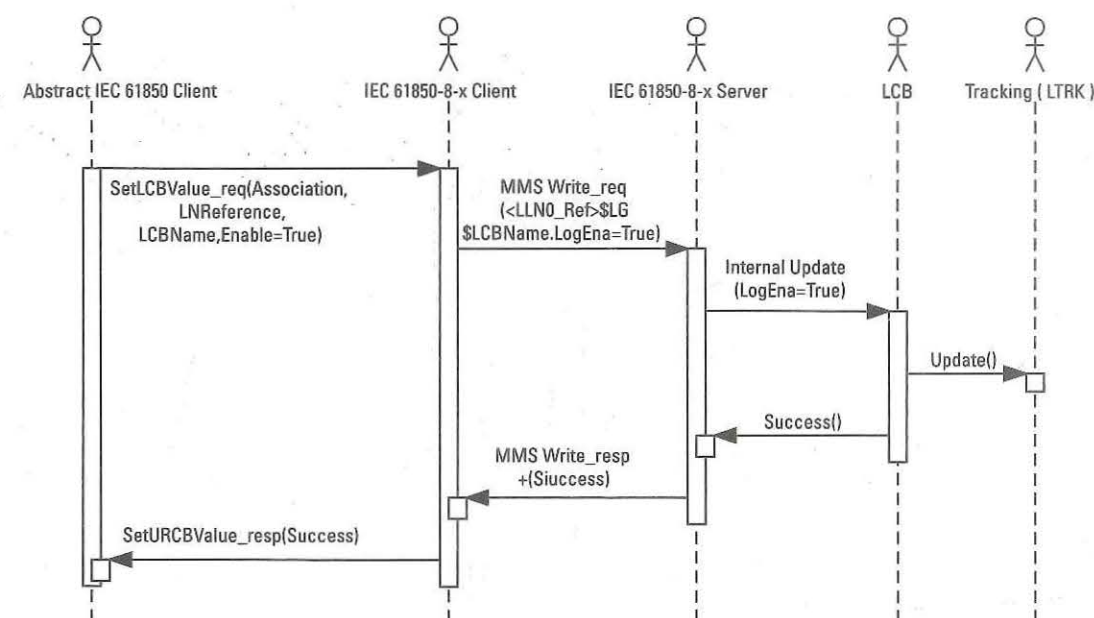 Abstract IEC 61850 Client
IEC 61850-8-x Client
IEC 61850-8-x Server
LCB
Tracking ( LTRK )
SetLCBValue_req(Association,
LNReference,
LCBName,Enable=True)
MMS Write_req
(<LLN0_Ref>$LG
$LCBName.LogEna=True)
Internal Update
(LogEna=True)
Update()
Success()
MMS Write_resp
+(Siuccess)
SetURCBValue_resp(Success)